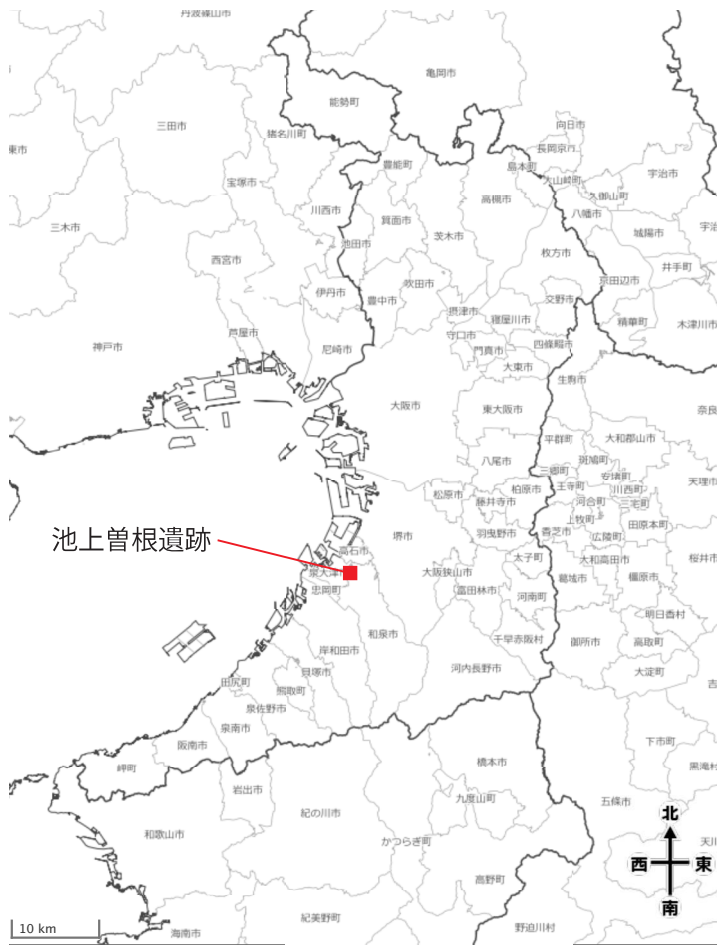 丹波篠山市
亀岡市
能勢町
三田市
猪名川町
向日市
東市
長岡京市
豊能町
島本町
大山崎町
宇治市
宝塚市
高槻市
久御山町
川西市
箕面市
八幡市
三木市
茨木市
城陽市
宇治
池田市
枚方市
西宮市
井手町
吹田市
京田辺市
伊丹市
豊中市
交野市
摂津市
寝屋川市
精華町
木津川市
芦屋市
守口市
神戸市
尼崎市
門真市
四條畷市
大東市
生駒市
大阪市
東大阪市
奈良
平群町
大和郡山市
八尾市
斑鳩町
三郷町
安堵町
天理市
柏原市
王寺町
川西町
松原市
藤井寺市
河合町
三宅町
上牧町
田原本町
堺市
羽曳野市
香芝市
広陵町
池上曽根遺跡
高石市
太子町
大和高田市
桜井市
泉大津市
大阪狭山市
葛城市
橿原市
忠岡町
富田林市
河南町
明日香村
和泉市
千早赤阪村
御所市
高取町
岸和田市
貝塚市
河内長野市
大淀町
田尻町
熊取町
吉
泉佐野市
泉南市
阪南市
下市町
岬町
橋本市
黒滝村
岩出市
九度山町
五條市
紀の川市
北
和歌山市
かつらぎ町
天川
西
東
高野町
南
紀美野町
10 km
海南市
野迫川村